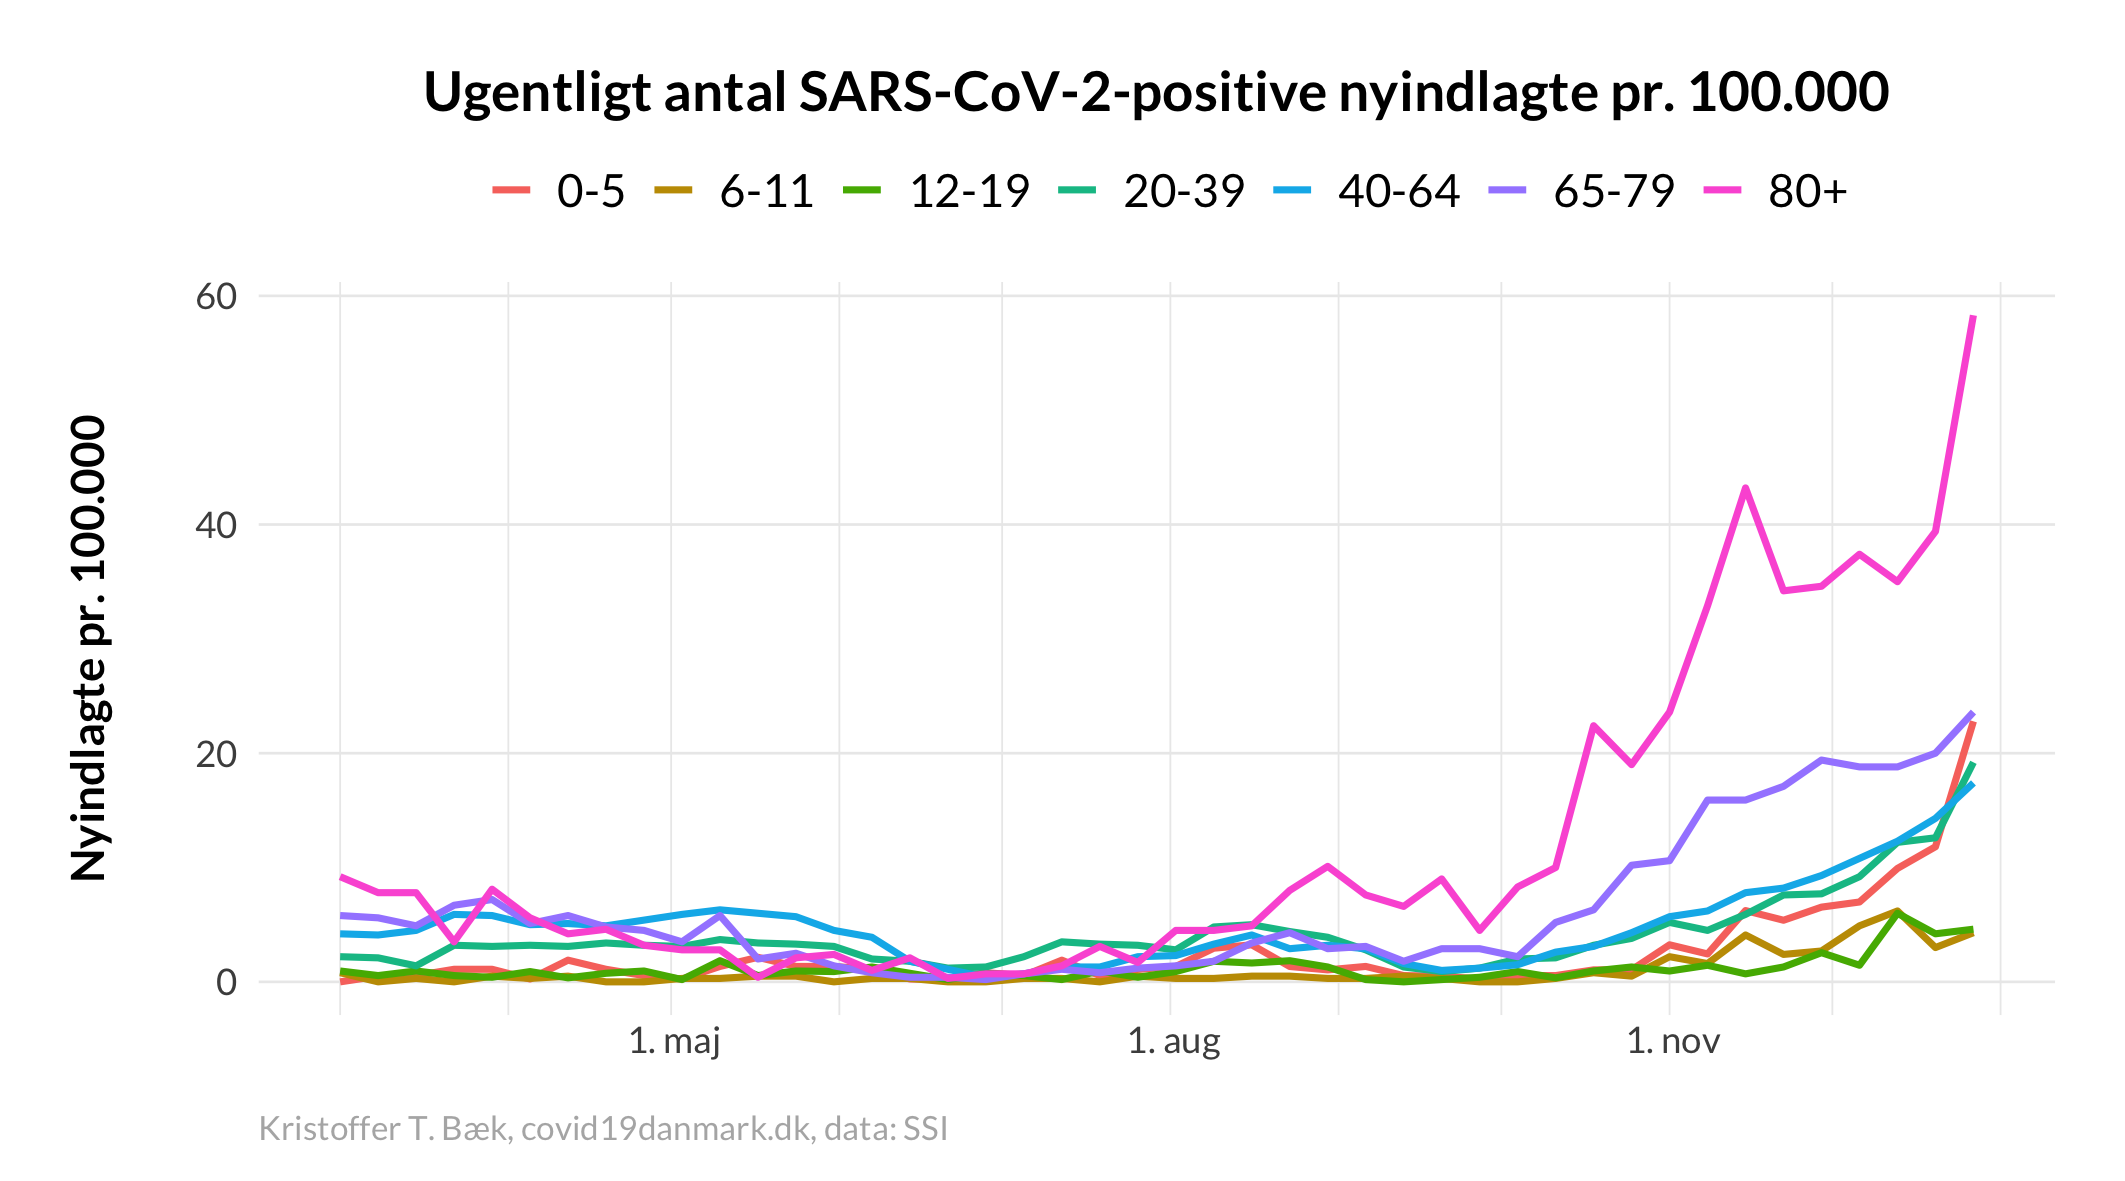 Ugentligt antal SARS-CoV-2-positive nyindlagte pr. 100.000
0-5 6-11 12-19 20-39 40-64 65-79 80+
Nyindlagte pr. 100.000
60
40
20
0
1. maj 1. aug 1. nov
Kristoffer T. Bæk, covid19danmark.dk, data: SSI